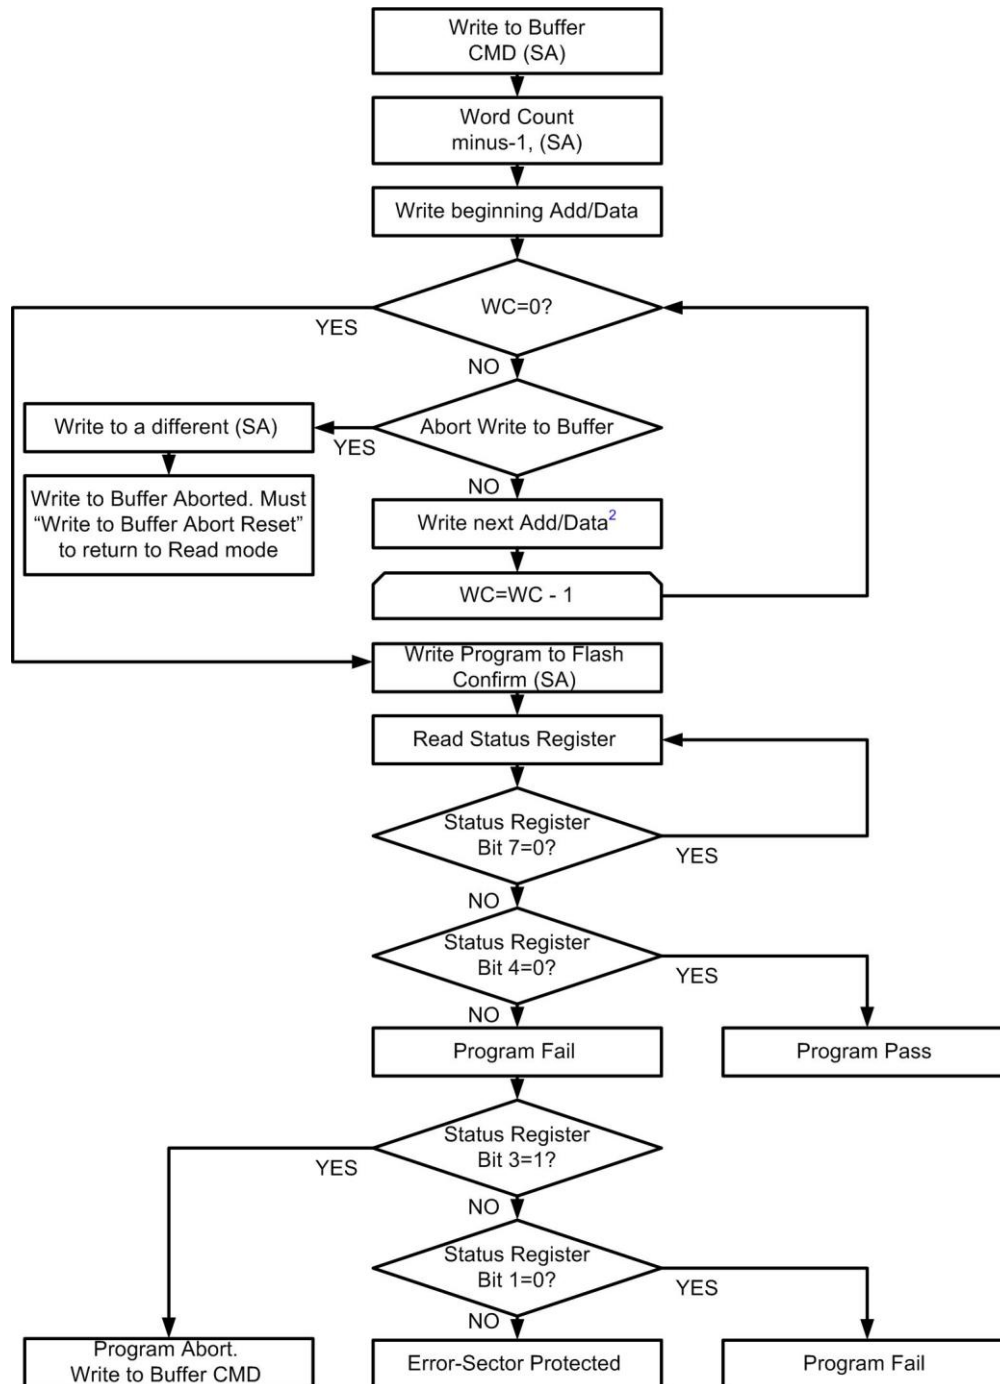 Write to Buffer
CMD (SA)
Word Count
minus-1, (SA)
Write beginning Add/Data
WC=0?
YES
NO
Abort Write to Buffer
YES
Write to a different (SA)
NO
Write to Buffer Aborted. Must
“Write to Buffer Abort Reset”
to return to Read mode
Write next Add/Data2
WC=WC - 1
Write Program to Flash
Confirm (SA)
Read Status Register
Status Register
Bit 7=0?
YES
NO
Status Register
Bit 4=0?
YES
NO
Program Fail
Program Pass
Status Register
Bit 3=1?
YES
NO
Status Register
Bit 1=0?
YES
NO
Program Abort.
Write to Buffer CMD
Error-Sector Protected
Program Fail